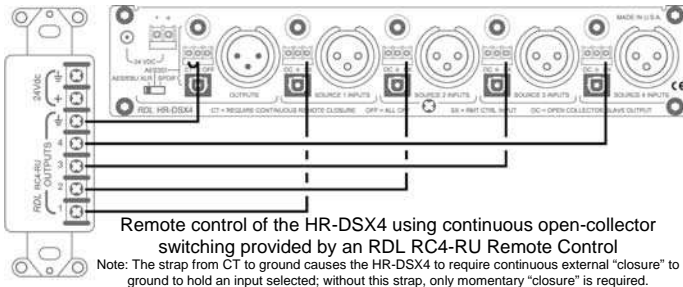 MADE IN U.S.A.
24 VDC
AES/EBU XLR
SPDIF
RDL HR-DSX4
OUTPUTS
SOURCE 1 INPUTS
SOURCE 2 INPUTS
SOURCE 3 INPUTS
SOURCE 4 INPUTS
CT = REQUIRE CONTINUOUS REMOTE CLOSURE
OFF = ALL OFF
SX = RMT CTRL INPUT
OC = OPEN COLLECTOR SLAVE OUTPUT
24Vdc
+
4
3
2
1
RDL RC4-RU
OUTPUTS
Remote control of the HR-DSX4 using continuous open-collector
switching provided by an RDL RC4-RU Remote Control
Note: The strap from CT to ground causes the HR-DSX4 to require continuous external “closure” to
ground to hold an input selected; without this strap, only momentary “closure” is required.